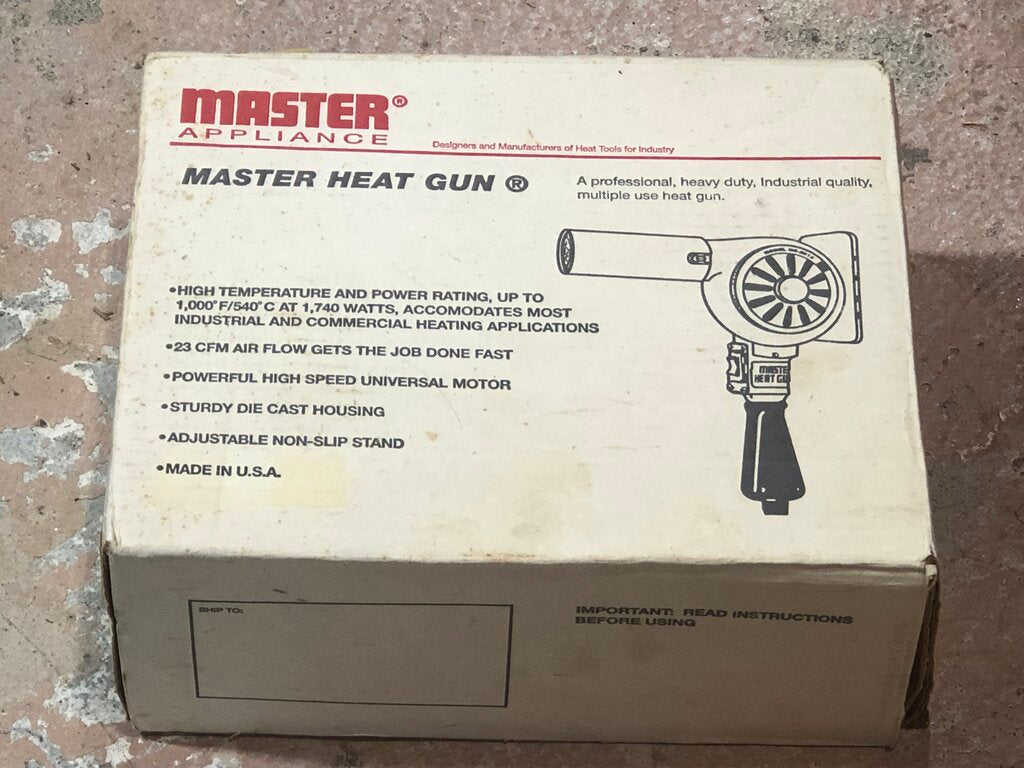 MASTER®
APPLIANCE
Designers and Manufacturers of Heat Tools for Industry
MASTER HEAT GUN ®
A professional, heavy duty, Industrial quality,
multiple use heat gun.
•HIGH TEMPERATURE AND POWER RATING, UP TO
1,000°F/540°C AT 1,740 WATTS, ACCOMODATES MOST
INDUSTRIAL AND COMMERCIAL HEATING APPLICATIONS
•23 CFM AIR FLOW GETS THE JOB DONE FAST
•POWERFUL HIGH SPEED UNIVERSAL MOTOR
•STURDY DIE CAST HOUSING
•ADJUSTABLE NON-SLIP STAND
•MADE IN U.S.A.
MASTE
HEAT GU
SHIP TO:
IMPORTANT: READ INSTRUCTIONS
BEFORE USING